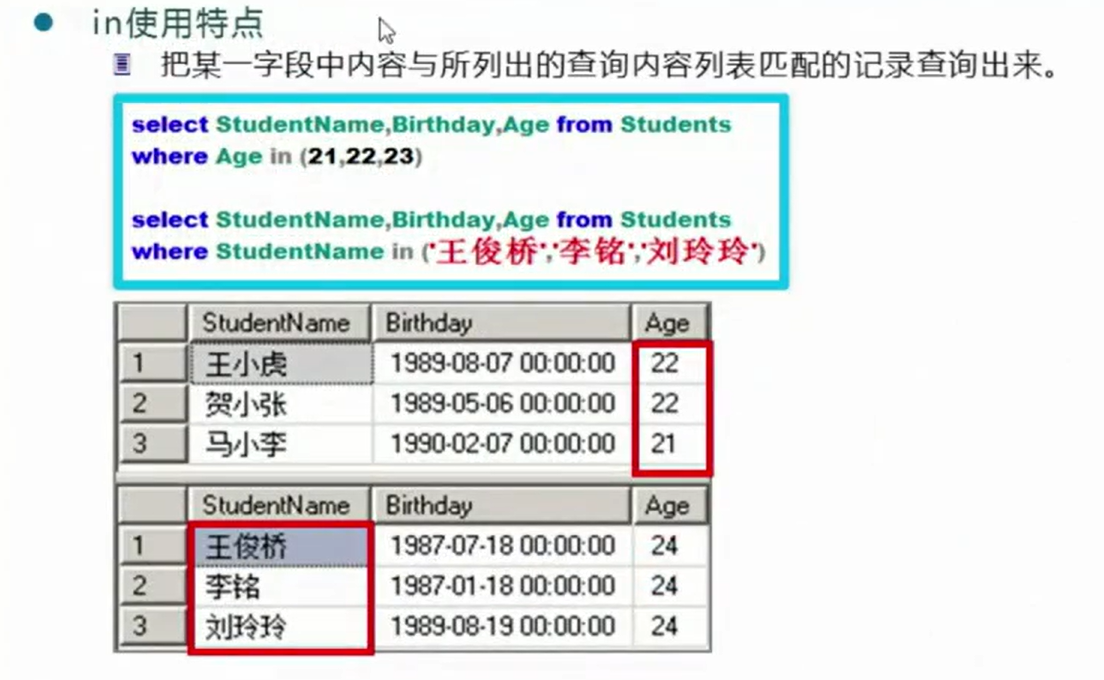 in使用特点
把某一字段中内容与所列出的查询内容列表匹配的记录查询出来。
select StudentName,Birthday,Age from Students
where Age in (21,22,23)
select StudentName,Birthday,Age from Students
where StudentName in ('王俊桥','李铭','刘玲玲')
StudentName Birthday Age
1 王小虎 1989-08-07 00:00:00 22
2 贺小张 1989-05-06 00:00:00 22
3 马小李 1990-02-07 00:00:00 21
StudentName Birthday Age
1 王俊桥 1987-07-18 00:00:00 24
2 李铭 1987-01-18 00:00:00 24
3 刘玲玲 1989-08-19 00:00:00 24